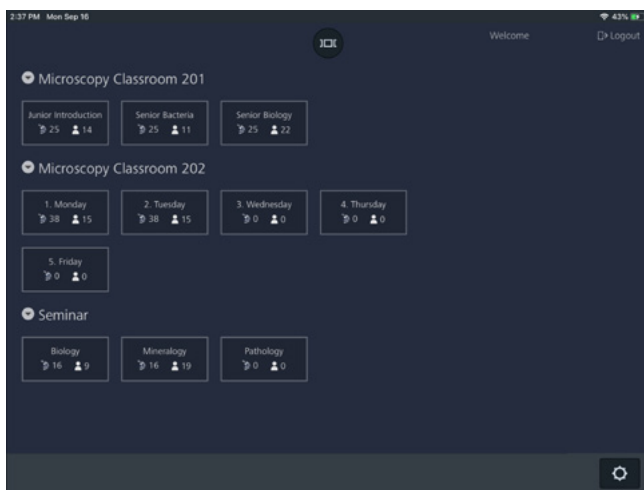 2:37 PM Mon Sep 16 43%
Welcome Logout
Microscopy Classroom 201
Junior Introduction Senior Bacteria Senior Biology
25 14 25 11 25 22
Microscopy Classroom 202
1. Monday 2. Tuesday 3. Wednesday 4. Thursday
38 15 38 15 0 0 0 0
5. Friday
0 0
Seminar
Biology Mineralogy Pathology
16 9 16 19 0 0